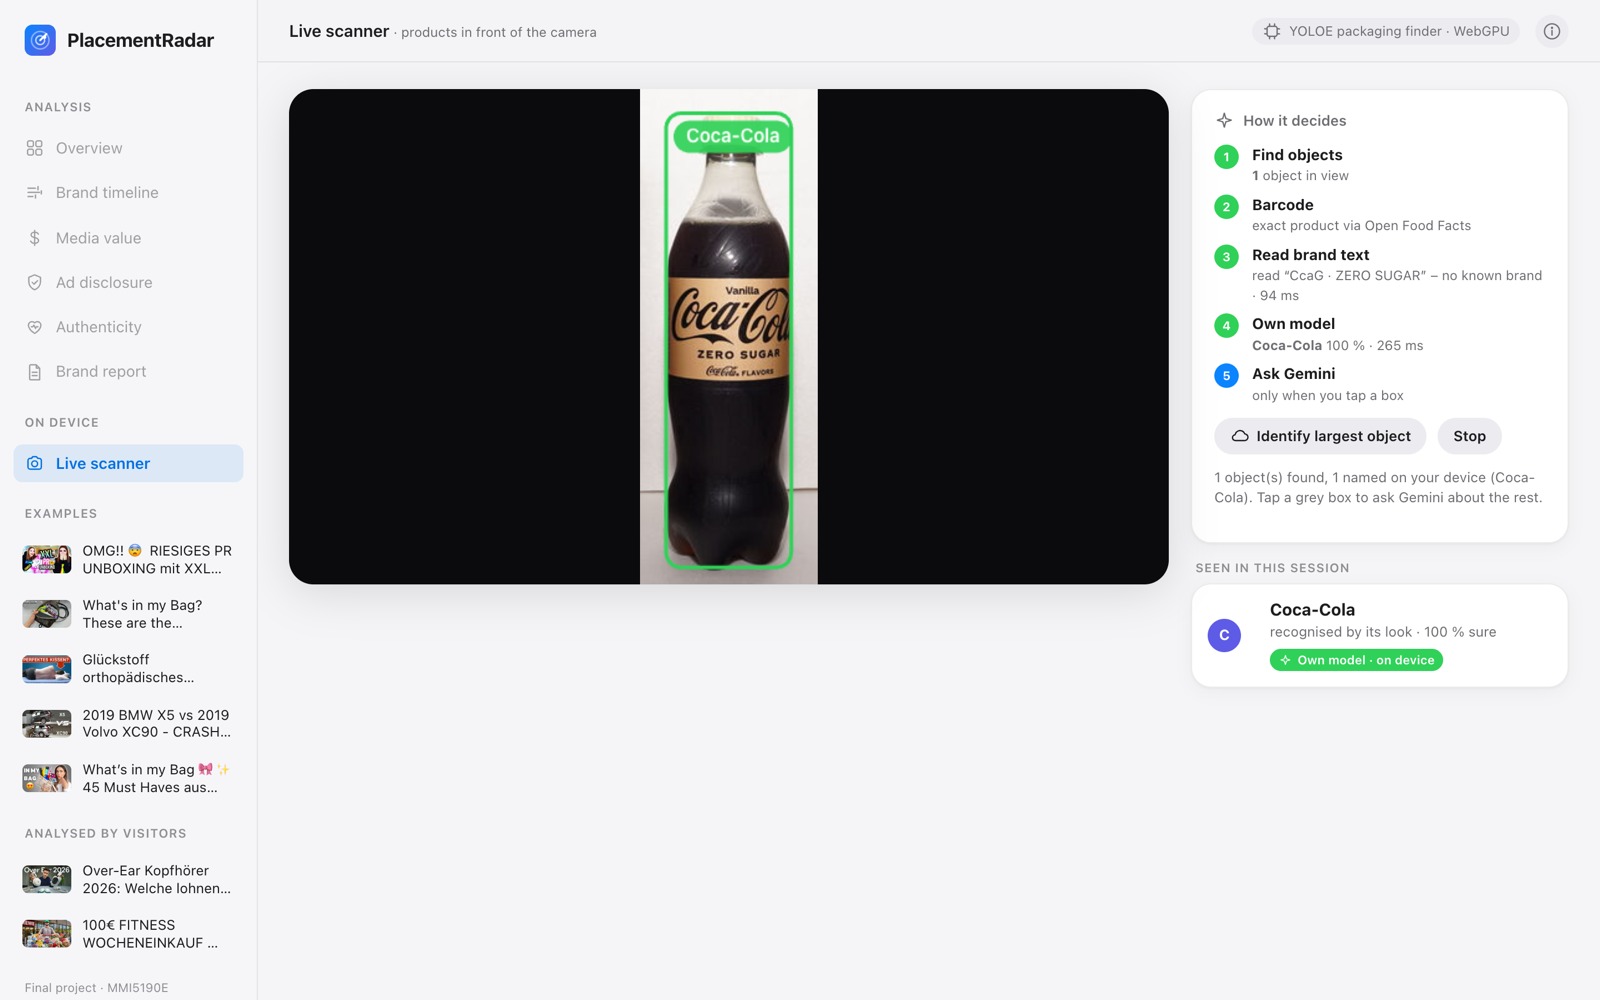 PlacementRadar
Live scanner · products in front of the camera
YOLOE packaging finder · WebGPU
ANALYSIS
Overview
Brand timeline
Media value
Ad disclosure
Authenticity
Brand report
ON DEVICE
Live scanner
EXAMPLES
OMG!! 😨 RIESIGES PR
UNBOXING mit XXL...
What's in my Bag?
These are the...
Glückstoff
orthopädisches...
2019 BMW X5 vs 2019
Volvo XC90 - CRASH...
What’s in my Bag 🎀 ✨
45 Must Haves aus...
ANALYSED BY VISITORS
Over-Ear Kopfhörer
2026: Welche lohnen...
100€ FITNESS
WOCHENEINKAUF ...
Final project · MMI5190E
Coca-Cola
Vanilla
Coca-Cola
ZERO SUGAR
Coca-Cola FLAVORS
How it decides
1 Find objects
1 object in view
2 Barcode
exact product via Open Food Facts
3 Read brand text
read “CcaG · ZERO SUGAR” – no known brand
· 94 ms
4 Own model
Coca-Cola 100 % · 265 ms
5 Ask Gemini
only when you tap a box
Identify largest object
Stop
1 object(s) found, 1 named on your device (Coca-
Cola). Tap a grey box to ask Gemini about the rest.
SEEN IN THIS SESSION
C
Coca-Cola
recognised by its look · 100 % sure
Own model · on device